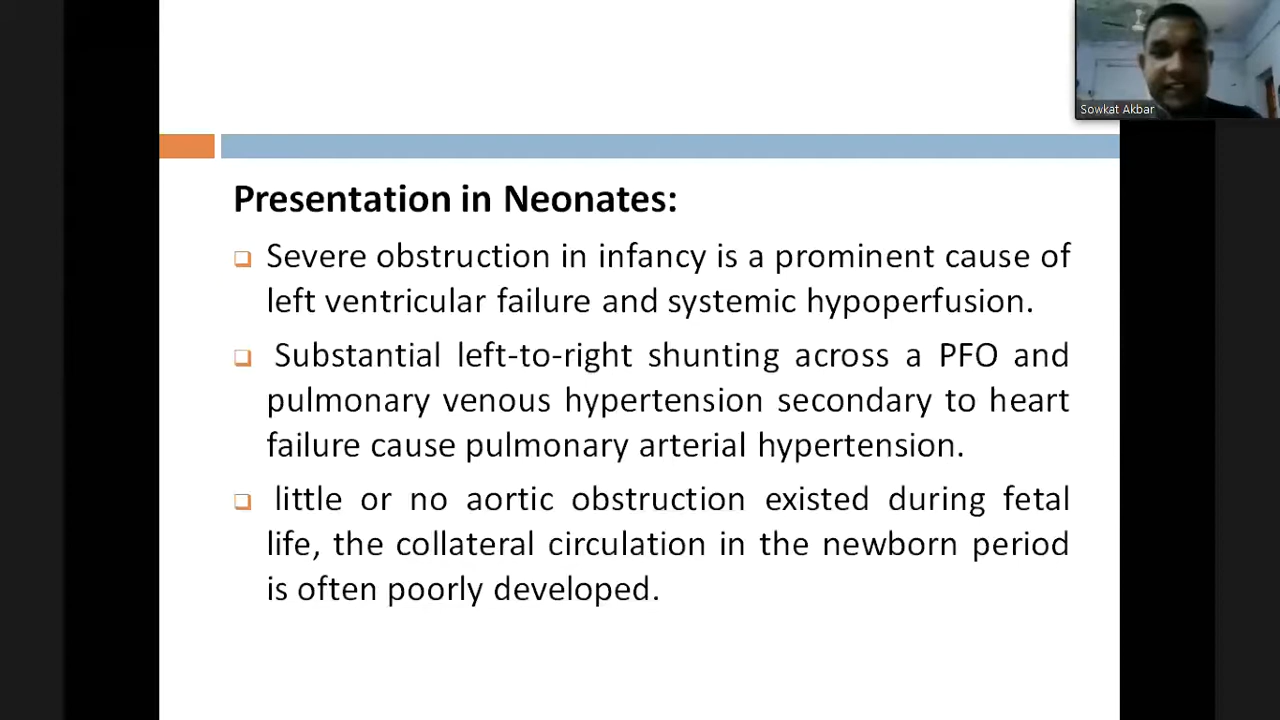 Sowkat Akbar
Presentation in Neonates:
Severe obstruction in infancy is a prominent cause of
left ventricular failure and systemic hypoperfusion.
Substantial left-to-right shunting across a PFO and
pulmonary venous hypertension secondary to heart
failure cause pulmonary arterial hypertension.
little or no aortic obstruction existed during fetal
life, the collateral circulation in the newborn period
is often poorly developed.